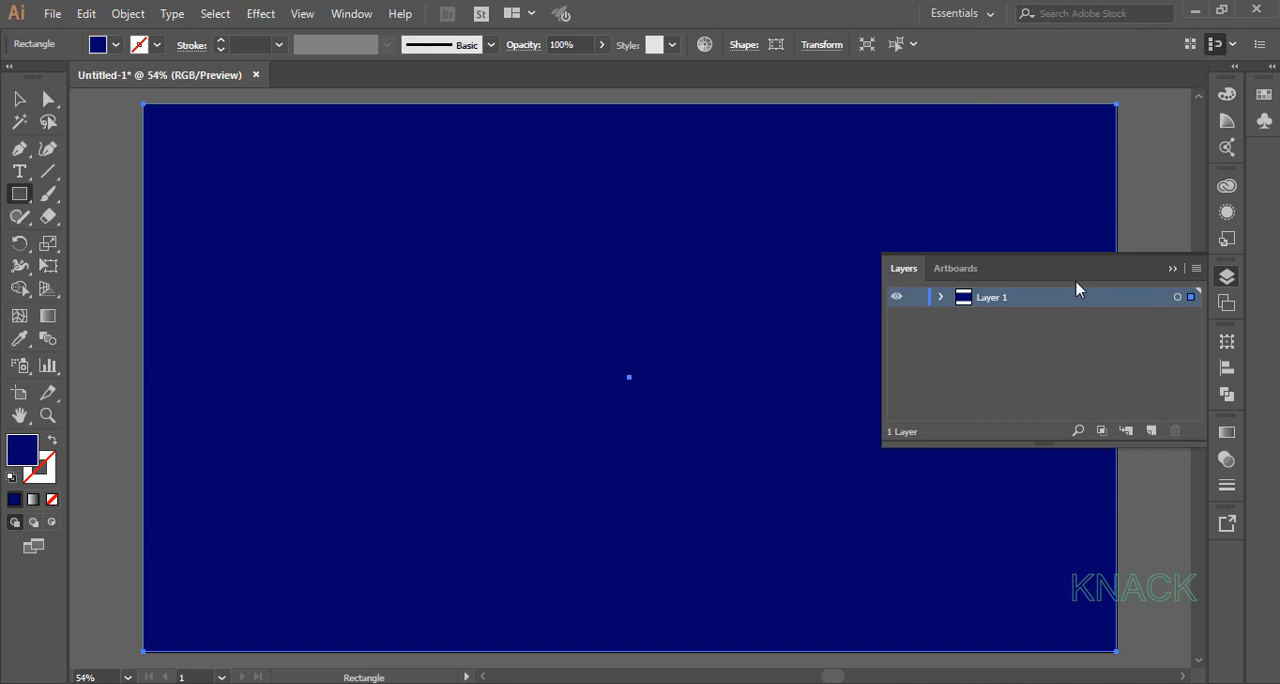 Ai File Edit Object Type Select Effect View Window Help Br St Essentials Search Adobe Stock
Rectangle Stroke: Basic Opacity: 100% Style: Shape: Transform
Untitled-1* @ 54% (RGB/Preview)
Layers Artboards
Layer 1
1 Layer
KNACK
54% 1 Rectangle